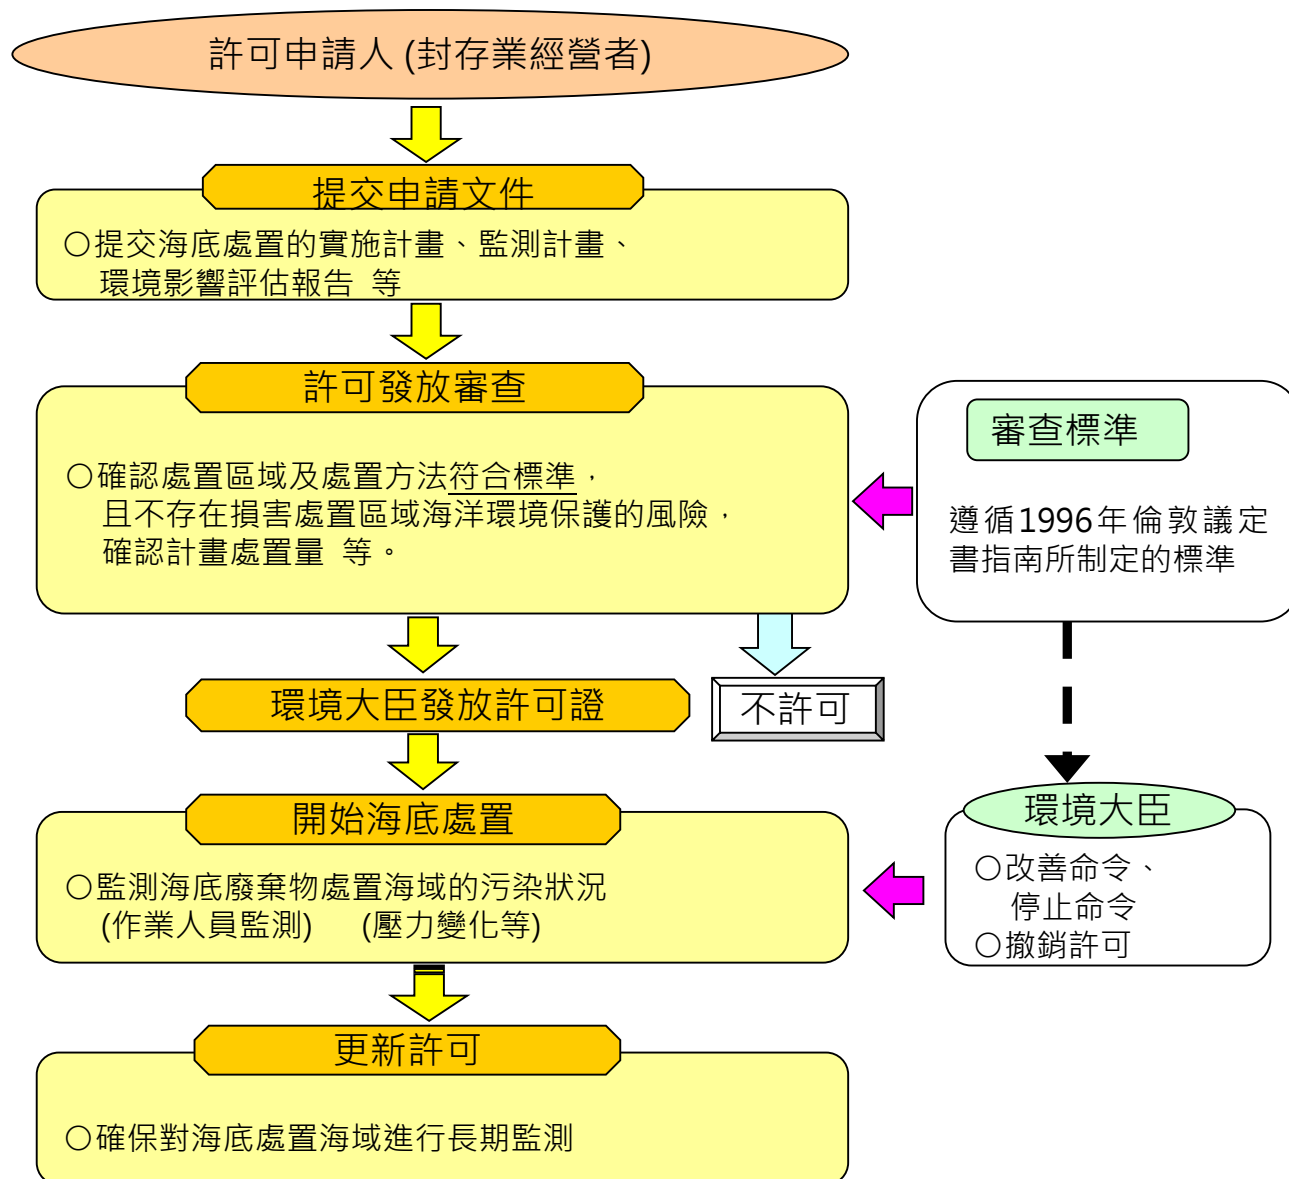 許可申請人 (封存業經營者)
提交申請文件
○提交海底處置的實施計畫、監測計畫、
環境影響評估報告 等
許可發放審查
○確認處置區域及處置方法符合標準，
且不存在損害處置區域海洋環境保護的風險，
確認計畫處置量 等。
審查標準
遵循1996年倫敦議定
書指南所制定的標準
環境大臣發放許可證
不許可
開始海底處置
○監測海底廢棄物處置海域的污染狀況
(作業人員監測) (壓力變化等)
環境大臣
○改善命令、
停止命令
○撤銷許可
更新許可
○確保對海底處置海域進行長期監測